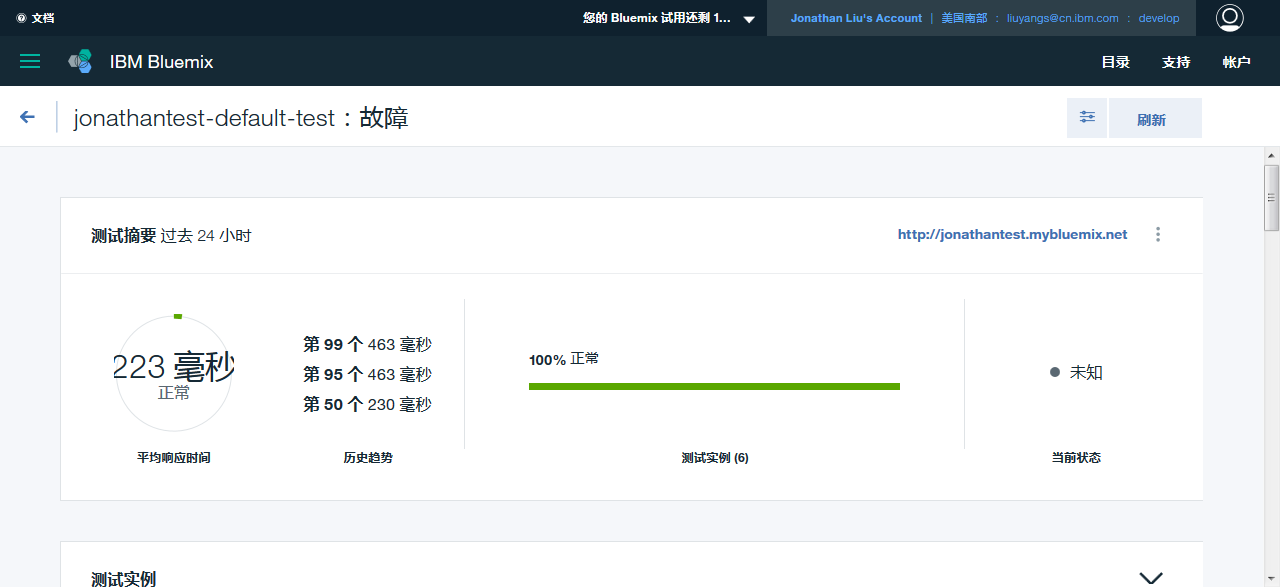 文档
您的 Bluemix 试用还剩 1...
Jonathan Liu's Account | 美国南部 : liuyangs@cn.ibm.com : develop
IBM Bluemix
目录 支持 帐户
jonathantest-default-test：故障
刷新
测试摘要 过去 24 小时
http://jonathantest.mybluemix.net
223 毫秒
正常
平均响应时间
第 99 个 463 毫秒
第 95 个 463 毫秒
第 50 个 230 毫秒
历史趋势
100% 正常
测试实例 (6)
未知
当前状态
测试实例